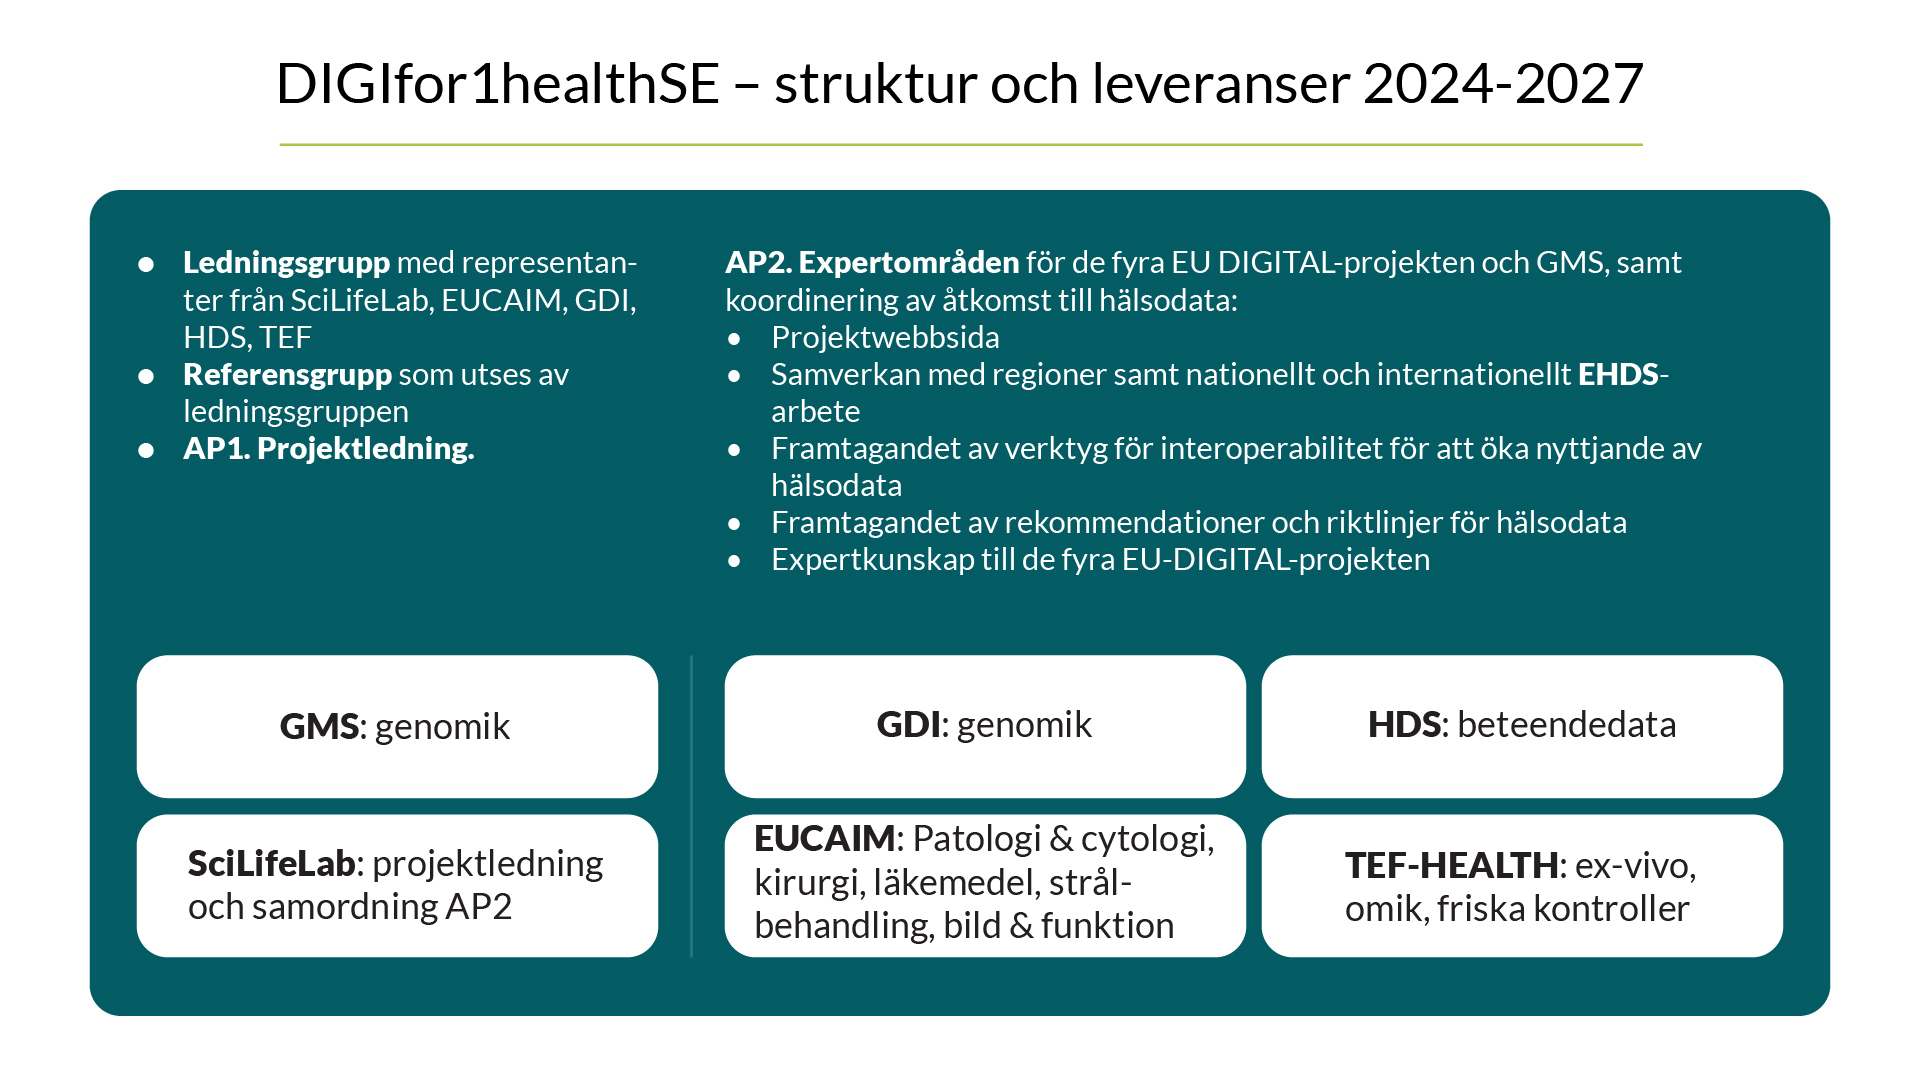 DIGIfor1healthSE – struktur och leveranser 2024-2027
● Ledningsgrupp med representan-
ter från SciLifeLab, EUCAIM, GDI,
HDS, TEF
● Referensgrupp som utses av
ledningsgruppen
● AP1. Projektledning.
AP2. Expertområden för de fyra EU DIGITAL-projekten och GMS, samt
koordinering av åtkomst till hälsodata:
• Projektwebbsida
• Samverkan med regioner samt nationellt och internationellt EHDS-
arbete
• Framtagandet av verktyg för interoperabilitet för att öka nyttjande av
hälsodata
• Framtagandet av rekommendationer och riktlinjer för hälsodata
• Expertkunskap till de fyra EU-DIGITAL-projekten
GMS: genomik
SciLifeLab: projektledning
och samordning AP2
GDI: genomik
HDS: beteendedata
EUCAIM: Patologi & cytologi,
kirurgi, läkemedel, strål-
behandling, bild & funktion
TEF-HEALTH: ex-vivo,
omik, friska kontroller